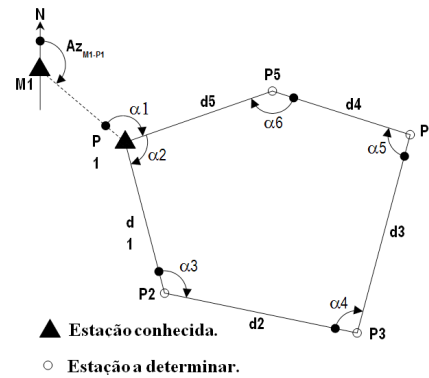 N
Az M1-P1
M1
P5
d5
d4
α1
α6
P
P
1
α2
α5
d
1
d3
α3
P2
α4
d2
P3
Estação conhecida.
Estação a determinar.